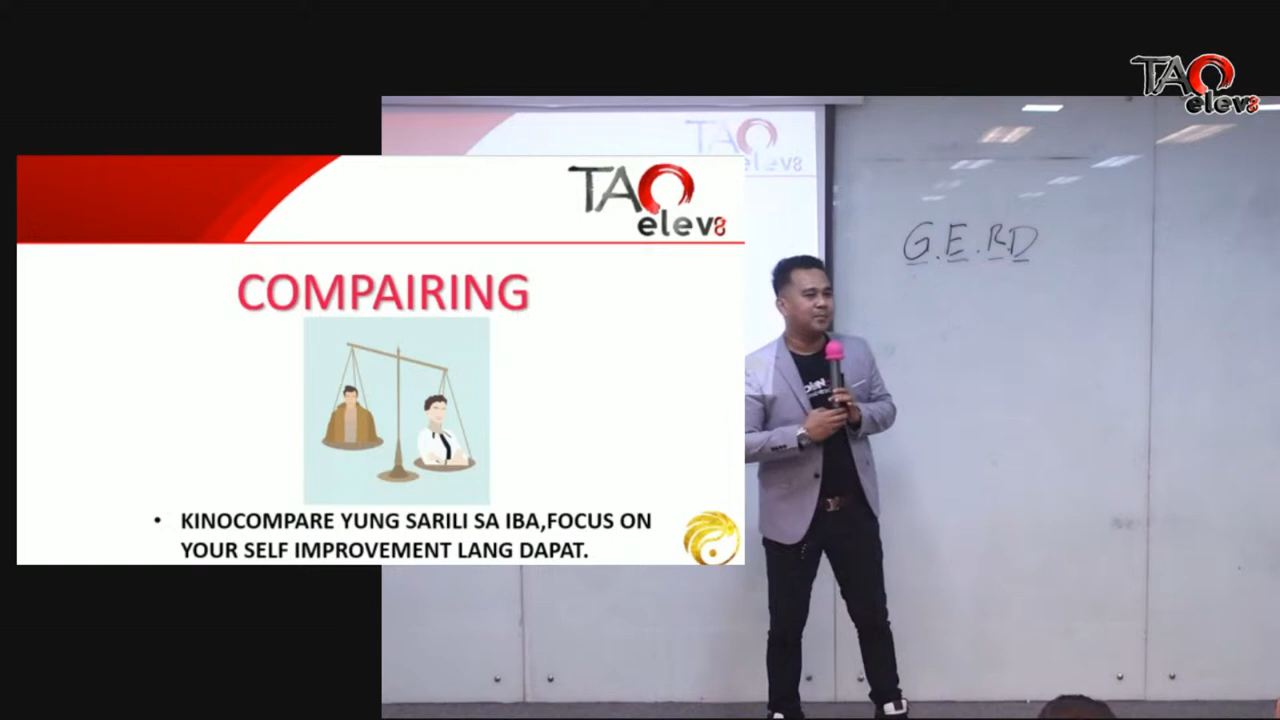 TAO
elev8
TAO
elev8
COMPAIRING
• KINOCOMPARE YUNG SARILI SA IBA,FOCUS ON
YOUR SELF IMPROVEMENT LANG DAPAT.
TAO
elev8
G.E.R.D